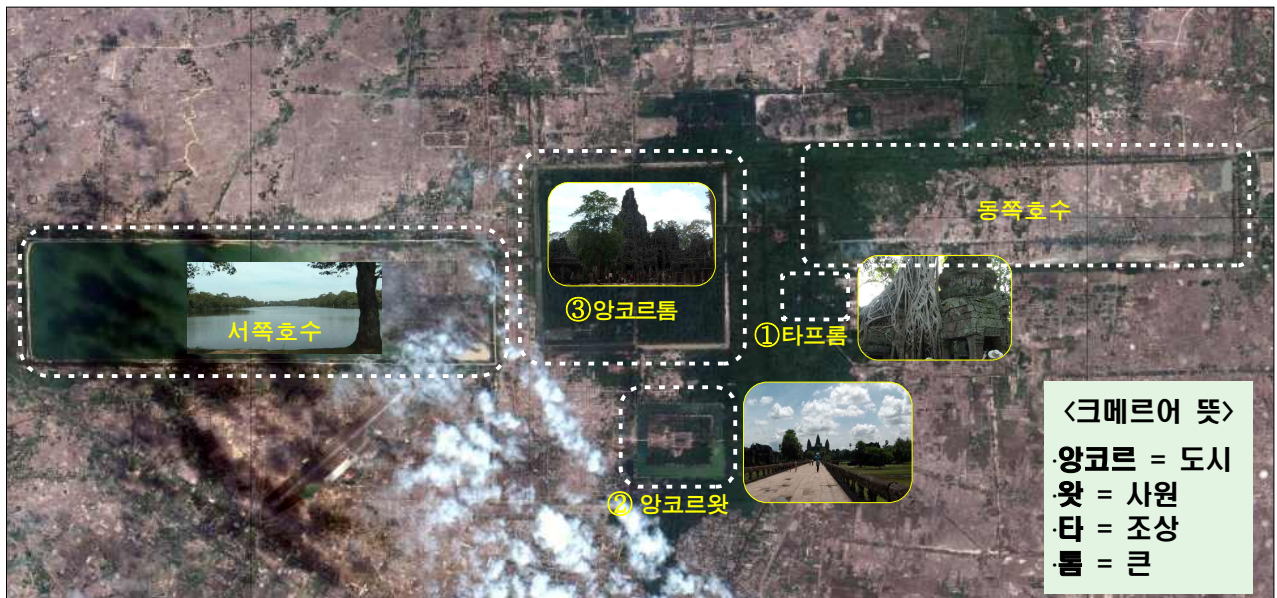 동쪽호수
③앙코르톰
서쪽호수
①타프롬
② 앙코르왓
<크메르어 뜻>
·앙코르 = 도시
·왓 = 사원
·타 = 조상
·톰 = 큰